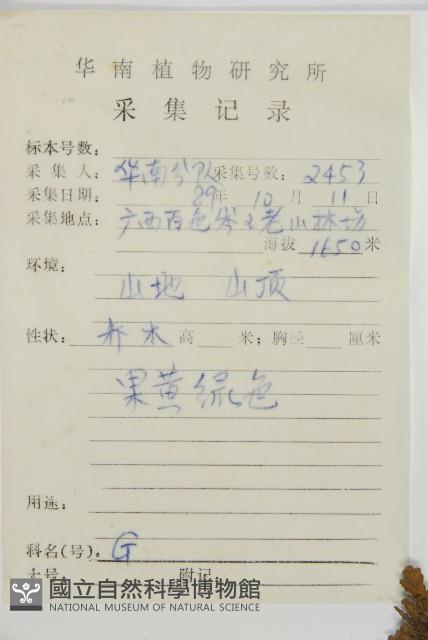 华南植物研究所
采集记录
标本号数:
采集人: 华南分队 采集号数: 2453
采集日期: 89年 10月 11日
采集地点: 广西百色岑王老山林场
海拔 1650米
环境:
山地 山顶
性状: 乔木 高 米; 胸径 厘米
果黄绿色
用途:
科名(号): G
附记
國立自然科學博物館
NATIONAL MUSEUM OF NATURAL SCIENCE